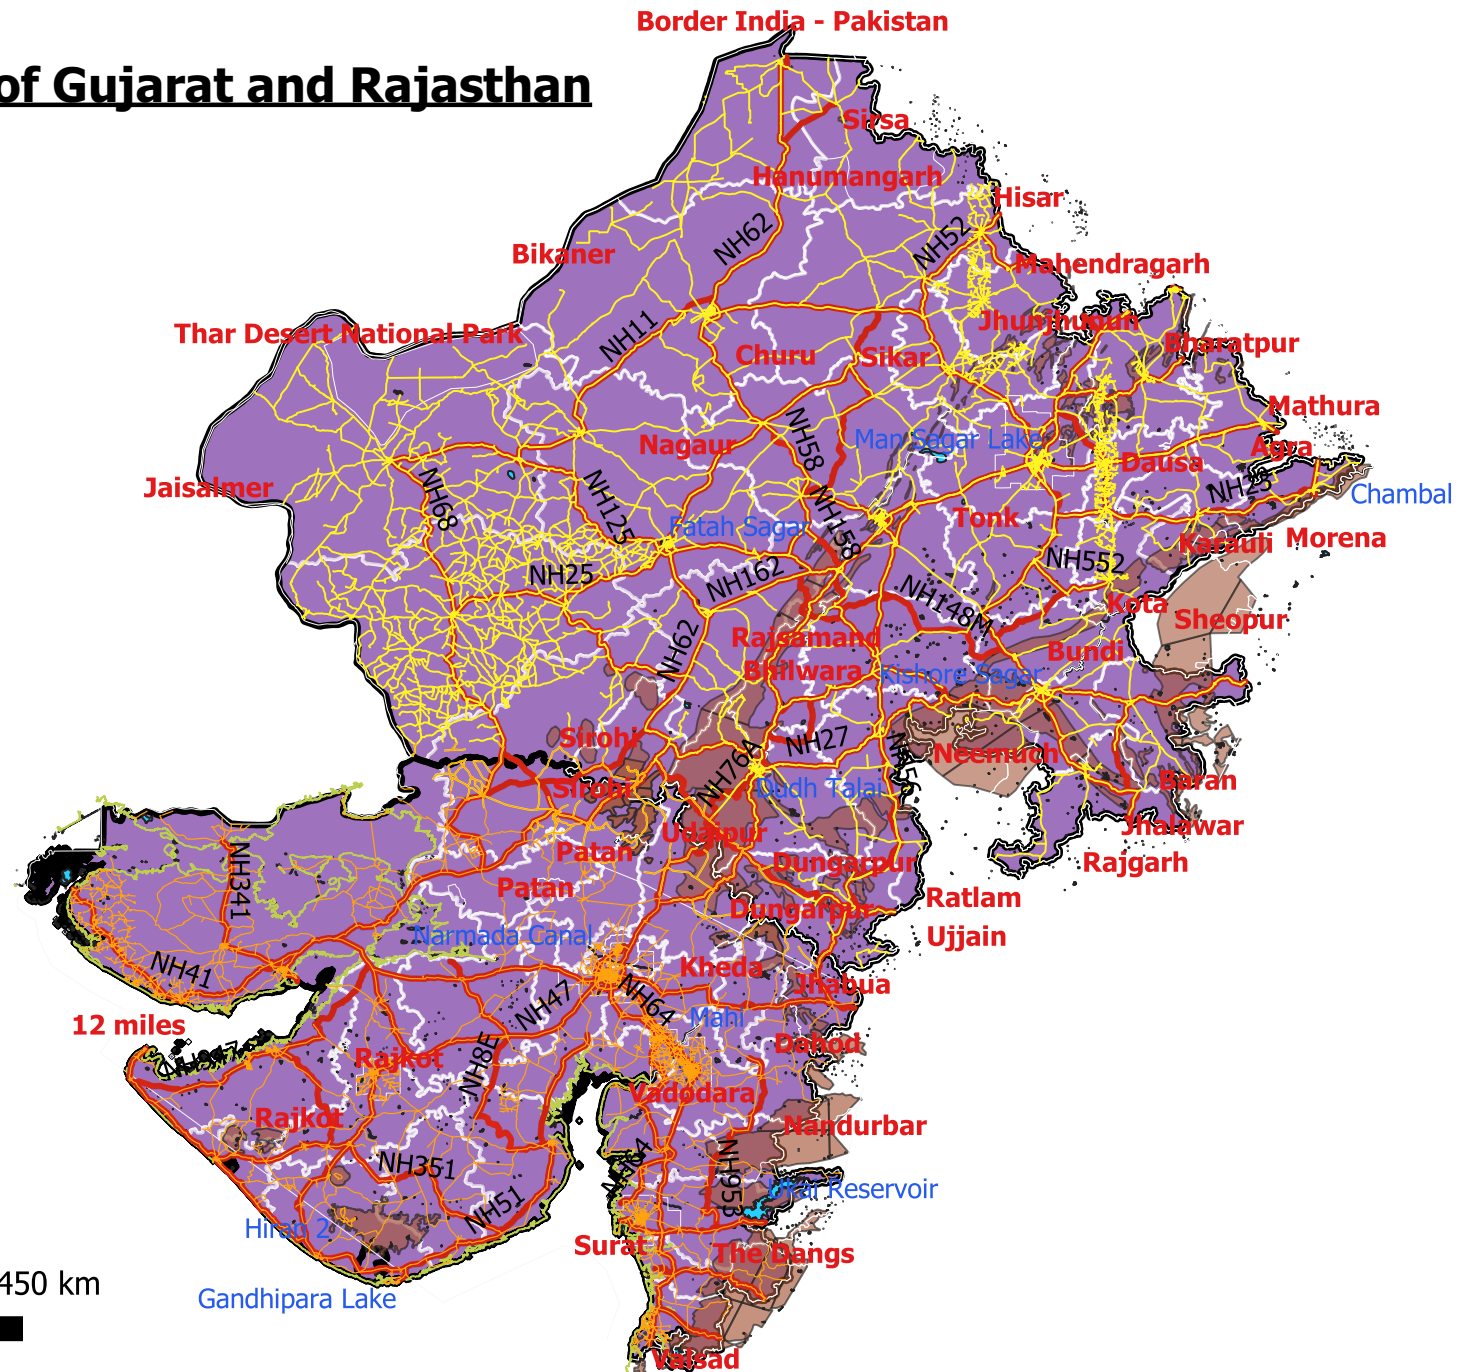 Border India - Pakistan
of Gujarat and Rajasthan
Sirsa
Hanumangarh
Hisar
NH62
NH52
Bikaner
Mahendragarh
Thar Desert National Park
NH11
Jhunjhunun
Bharatpur
Churu
Sikar
Mathura
Nagaur
NH58
Man Sagar Lake
Agra
Dausa
Jaisalmer
NH68
NH125
NH23
Chambal
Fatah Sagar
NH158
Tonk
Karauli
Morena
NH25
NH162
NH552
NH148M
Kota
Sheopur
Rajsamand
NH62
Bundi
Bhilwara
Kishore Sagar
Sirohi
NH27
Neemuch
NH76A
Sirohi
Dudh Talai
Baran
Udaipur
Jhalawar
Patan
Dungarpur
Rajgarh
NH341
Patan
Ratlam
Dungarpur
Narmada Canal
Ujjain
NH41
Kheda
Jhabua
NH47
NH64
12 miles
Mahi
Dahod
Rajkot
NH8E
Vadodara
Rajkot
Nandurbar
NH351
NH64
NH953
Ukai Reservoir
NH51
Hiran 2
Surat
The Dangs
450 km
Gandhipara Lake
Valsad